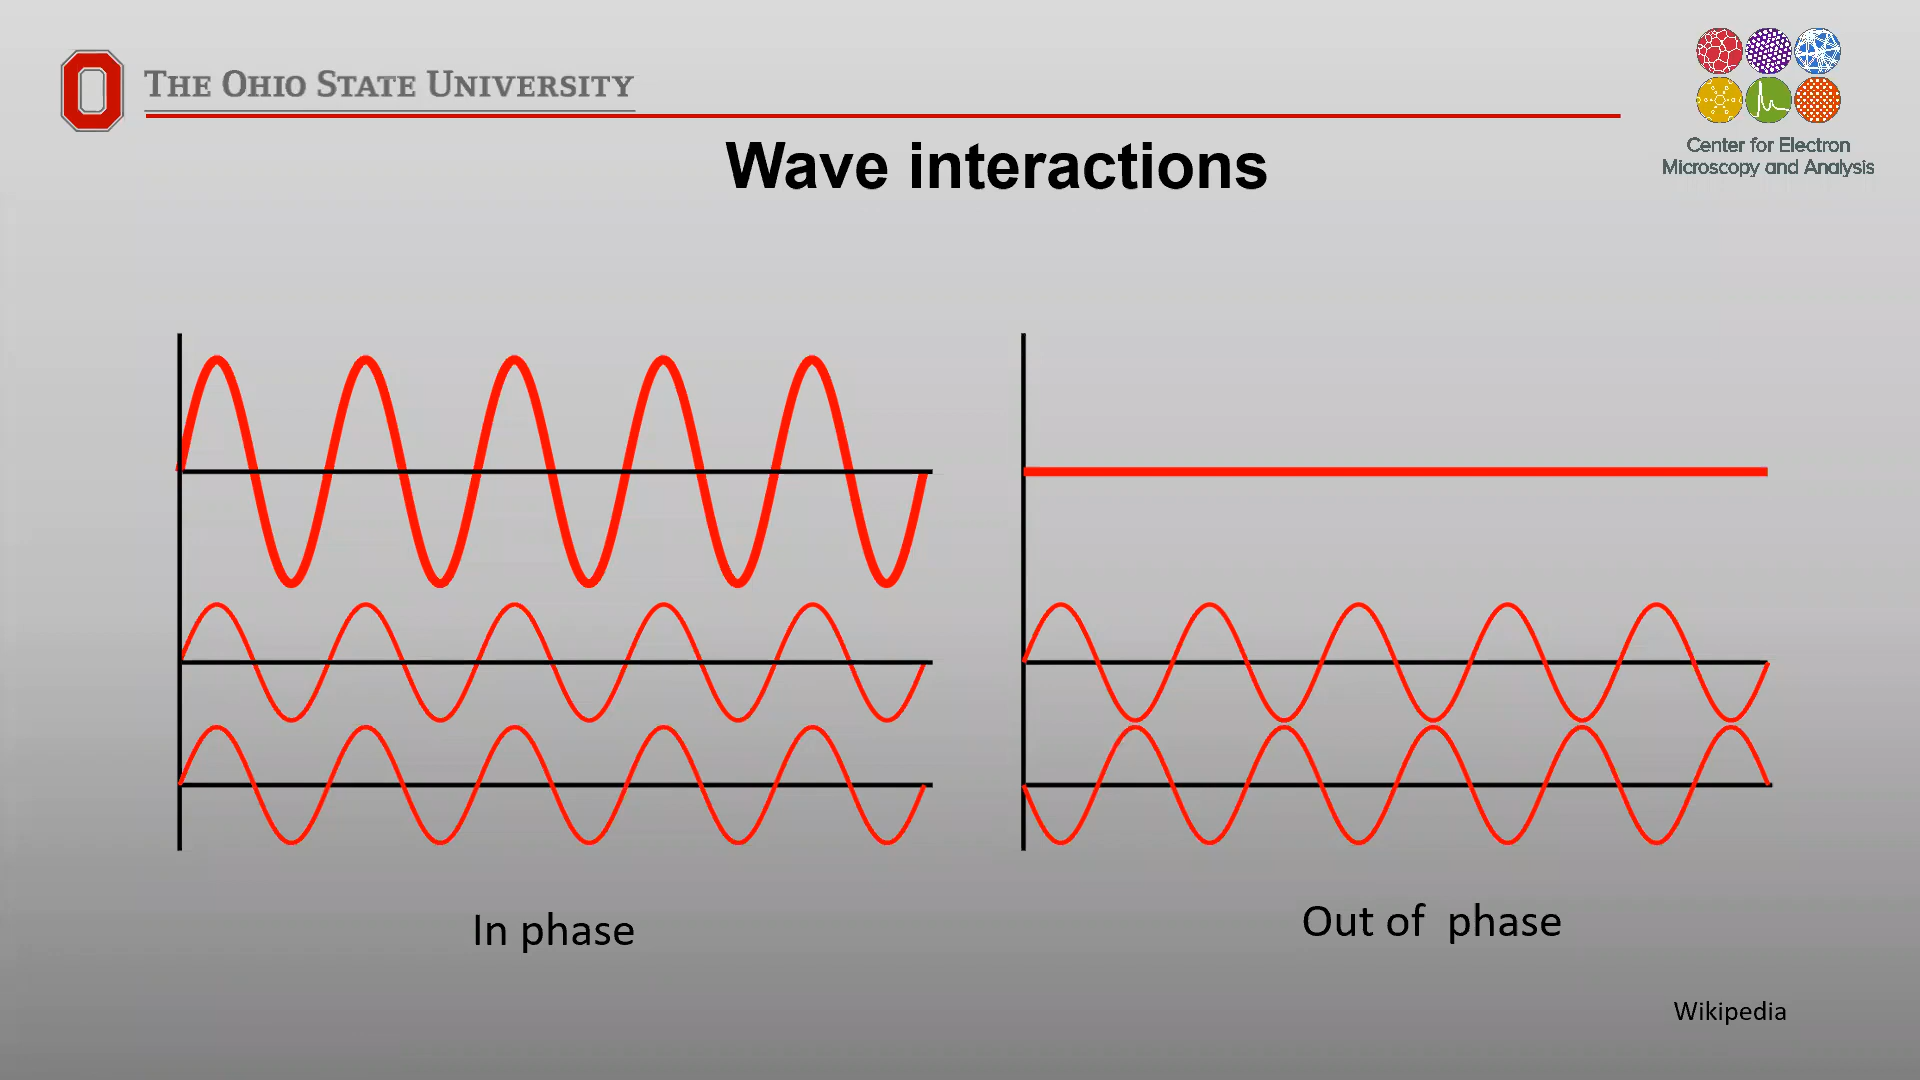 THE OHIO STATE UNIVERSITY
Center for Electron
Microscopy and Analysis
Wave interactions
In phase
Out of  phase
Wikipedia